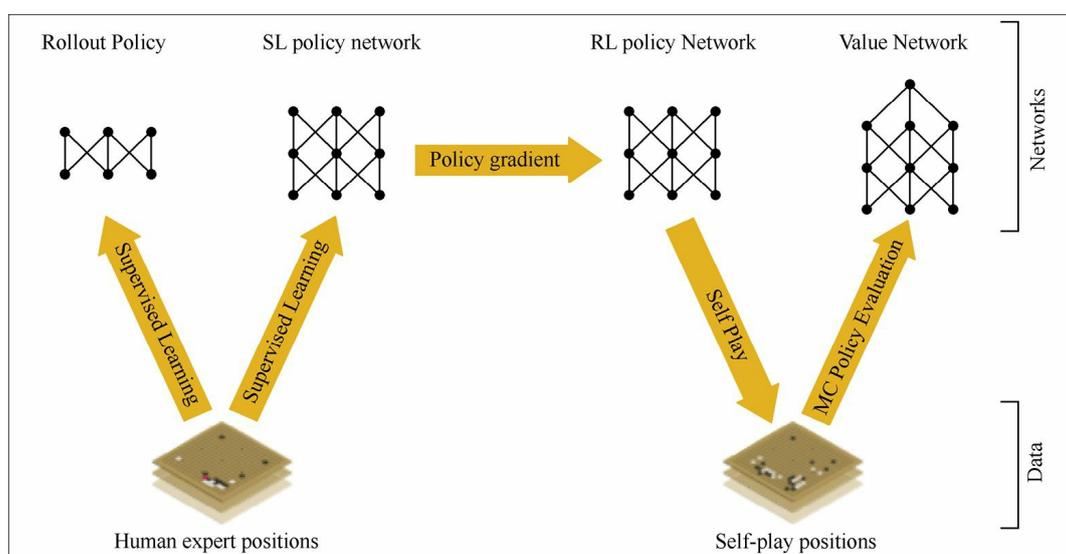 Rollout Policy
SL policy network
RL policy Network
Value Network
Networks
Policy gradient
Supervised Learning
Supervised Learning
Self Play
MC Policy Evaluation
Data
Human expert positions
Self-play positions